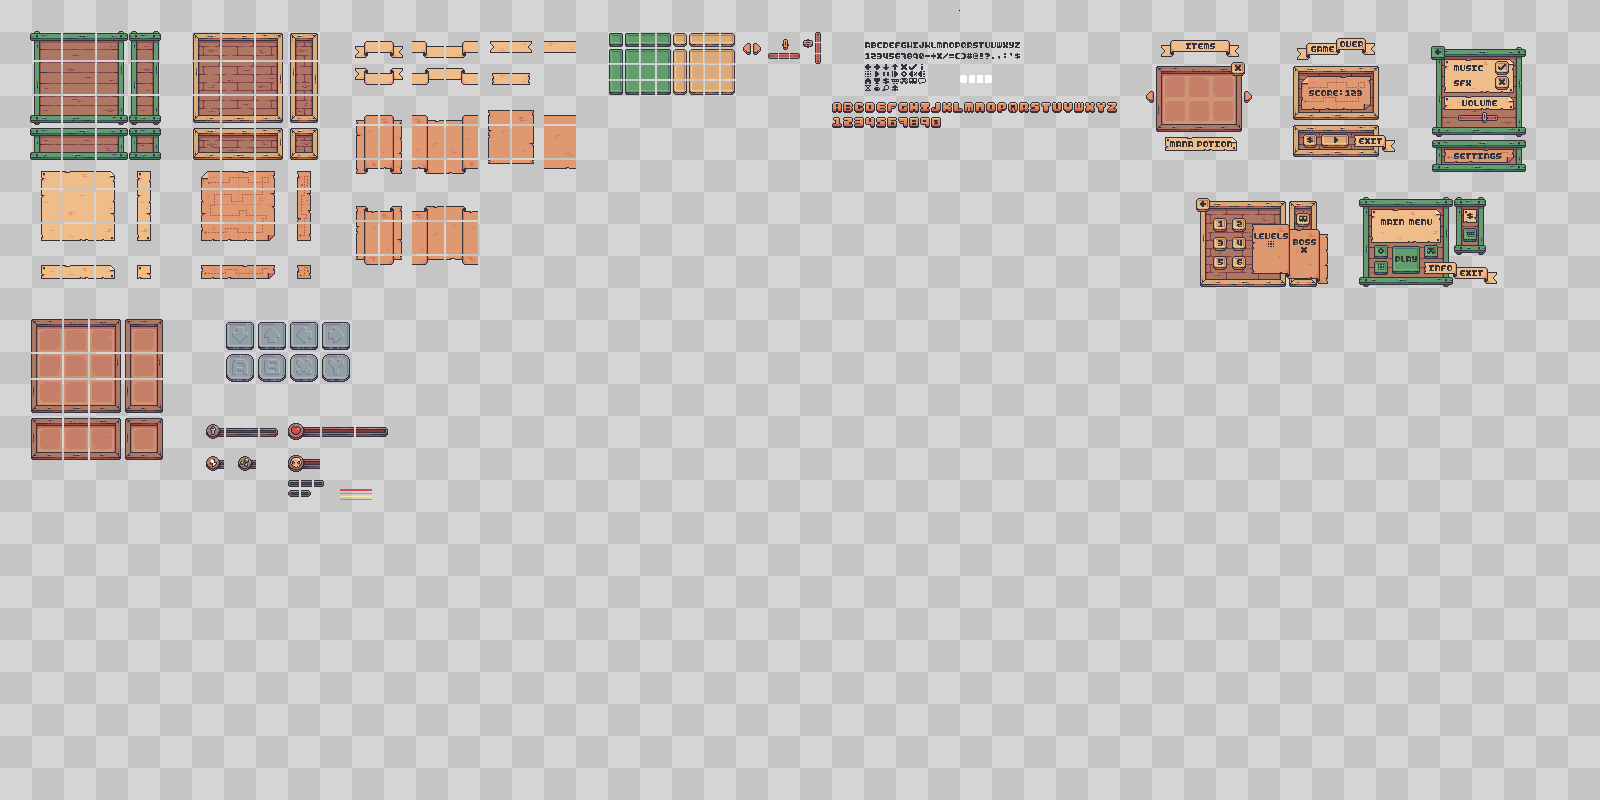 ABCDEFGHIJKLMNOPQRSTUVWXYZ
1234567890-+X/=()#@!?.,:'"$
ABCDEFGHIJKLMNOPQRSTUVWXYZ
1234567890
ITEMS
MANA POTION
GAME OVER
SCORE:123
$
EXIT
MUSIC
SFX
VOLUME
SETTINGS
1 2
3 4
5 6
LEVELS
BOSS
X
MAIN MENU
PLAY
$
INFO
EXIT
A B X Y